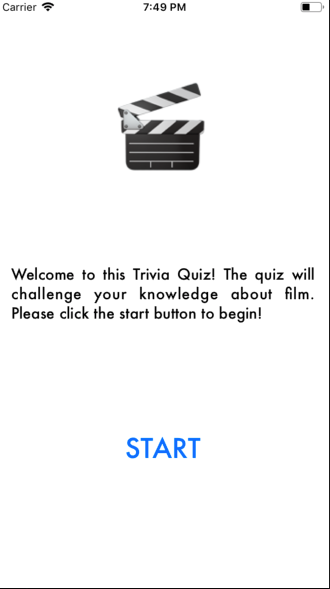 Carrier 7:49 PM
Welcome to this Trivia Quiz! The quiz will
challenge your knowledge about film.
Please click the start button to begin!
START